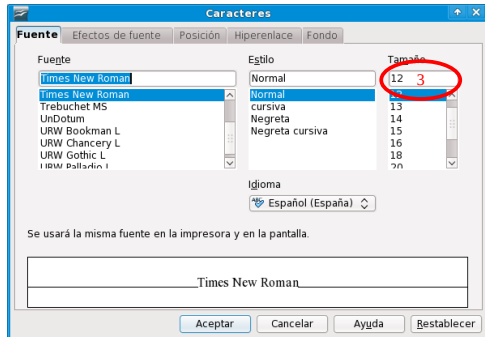 Caracteres
Fuente Efectos de fuente Posición Hiperenlace Fondo
Fuente Estilo Tamaño
Times New Roman Normal 12 3
Times New Roman Normal
Trebuchet MS cursiva 13
UnDotum Negreta 14
URW Bookman L Negreta cursiva 15
URW Chancery L 16
URW Gothic L 18
URW Palladio L 20
Idioma
Español (España)
Se usará la misma fuente en la impresora y en la pantalla.
Times New Roman
Aceptar Cancelar Ayuda Restablecer